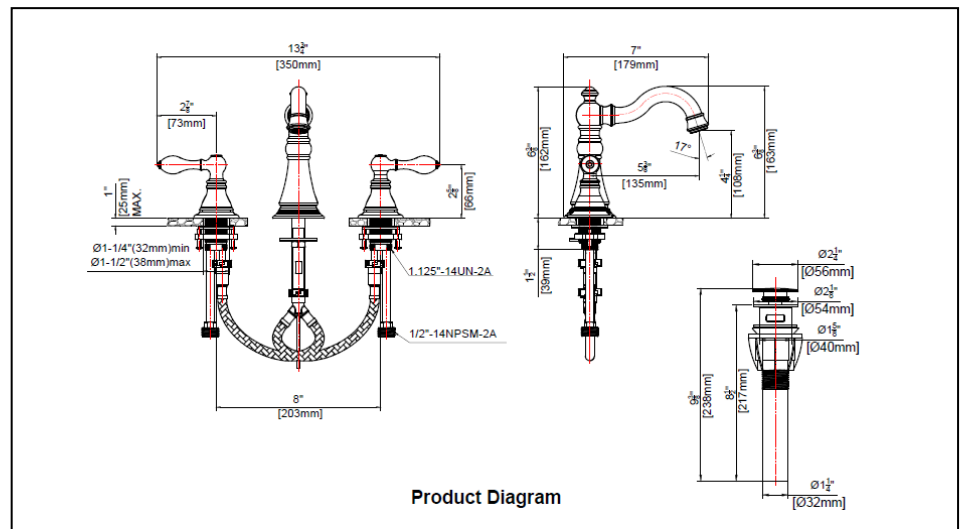 13¾"
[350mm]
2⅞"
[73mm]
1"
[25mm]
MAX.
2⅝"
[66mm]
Ø1-1/4"(32mm)min
Ø1-1/2"(38mm)max
1.125"-14UN-2A
1/2"-14NPSM-2A
8"
[203mm]
7"
[179mm]
6⅜"
[162mm]
17°
5⅜"
[135mm]
4¼"
[108mm]
6⅜"
[163mm]
1½"
[39mm]
Ø2¼"
[Ø56mm]
Ø2⅛"
[Ø54mm]
Ø1⅝"
[Ø40mm]
9⅜"
[238mm]
8½"
[217mm]
Ø1¼"
[Ø32mm]
Product Diagram